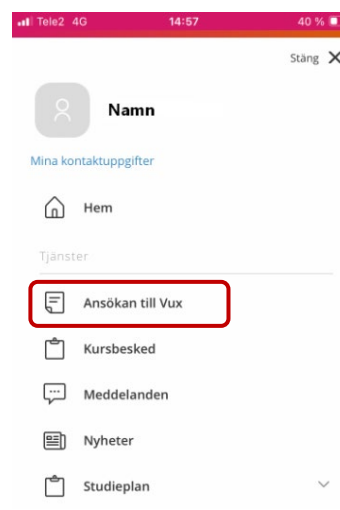 Tele2 4G 14:57 40 %
Stäng
Namn
Mina kontaktuppgifter
Hem
Tjänster
Ansökan till Vux
Kursbesked
Meddelanden
Nyheter
Studieplan